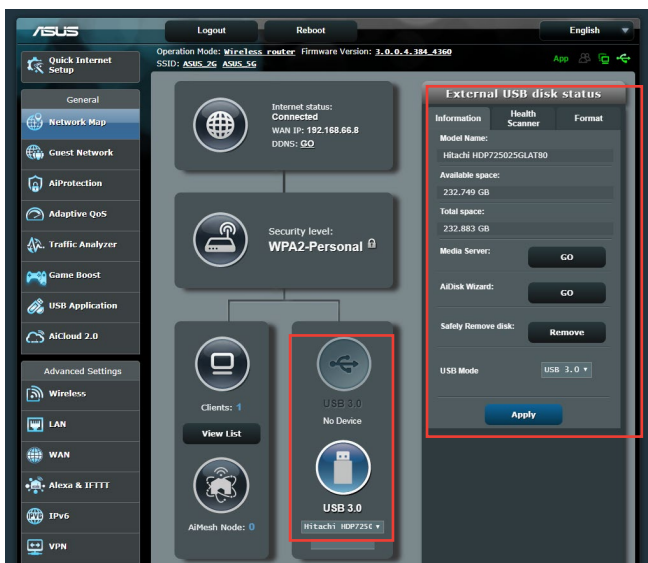 ASUS
Logout
Reboot
English
Operation Mode: Wireless router Firmware Version: 3.0.0.4.384_4360
SSID: ASUS_2G ASUS_5G
App
Quick Internet
Setup
General
Network Map
Guest Network
AiProtection
Adaptive QoS
Traffic Analyzer
Game Boost
USB Application
AiCloud 2.0
Advanced Settings
Wireless
LAN
WAN
Alexa & IFTTT
IPv6
VPN
Internet status:
Connected
WAN IP: 192.168.66.8
DDNS: GO
Security level:
WPA2-Personal
Clients: 1
View List
AiMesh Node: 0
USB 3.0
No Device
USB 3.0
Hitachi HDP725C
External USB disk status
Information
Health
Scanner
Format
Model Name:
Hitachi HDP725025GLAT80
Available space:
232.749 GB
Total space:
232.883 GB
Media Server:
GO
AiDisk Wizard:
GO
Safely Remove disk:
Remove
USB Mode
USB 3.0
Apply